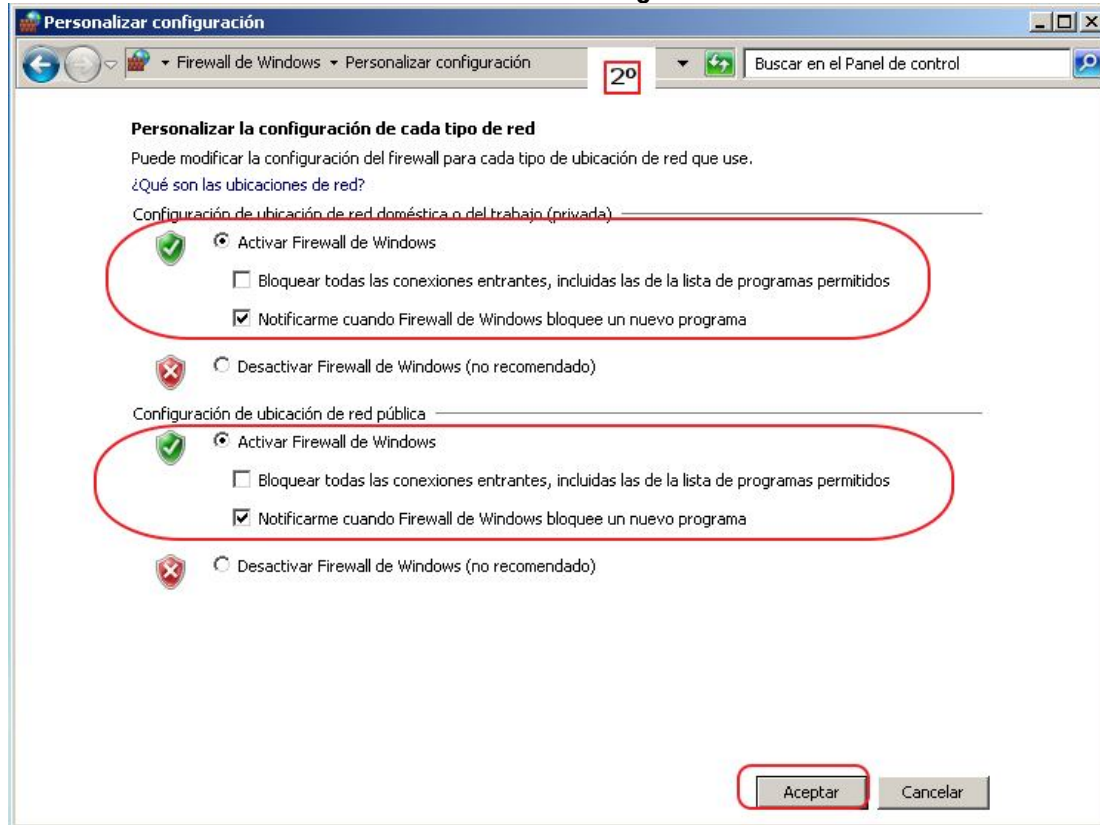 Personalizar configuración
Firewall de Windows Personalizar configuración
2º
Buscar en el Panel de control
Personalizar la configuración de cada tipo de red
Puede modificar la configuración del firewall para cada tipo de ubicación de red que use.
¿Qué son las ubicaciones de red?
Configuración de ubicación de red doméstica o del trabajo (privada)
Activar Firewall de Windows
Bloquear todas las conexiones entrantes, incluidas las de la lista de programas permitidos
Notificarme cuando Firewall de Windows bloquee un nuevo programa
Desactivar Firewall de Windows (no recomendado)
Configuración de ubicación de red pública
Activar Firewall de Windows
Bloquear todas las conexiones entrantes, incluidas las de la lista de programas permitidos
Notificarme cuando Firewall de Windows bloquee un nuevo programa
Desactivar Firewall de Windows (no recomendado)
Aceptar Cancelar